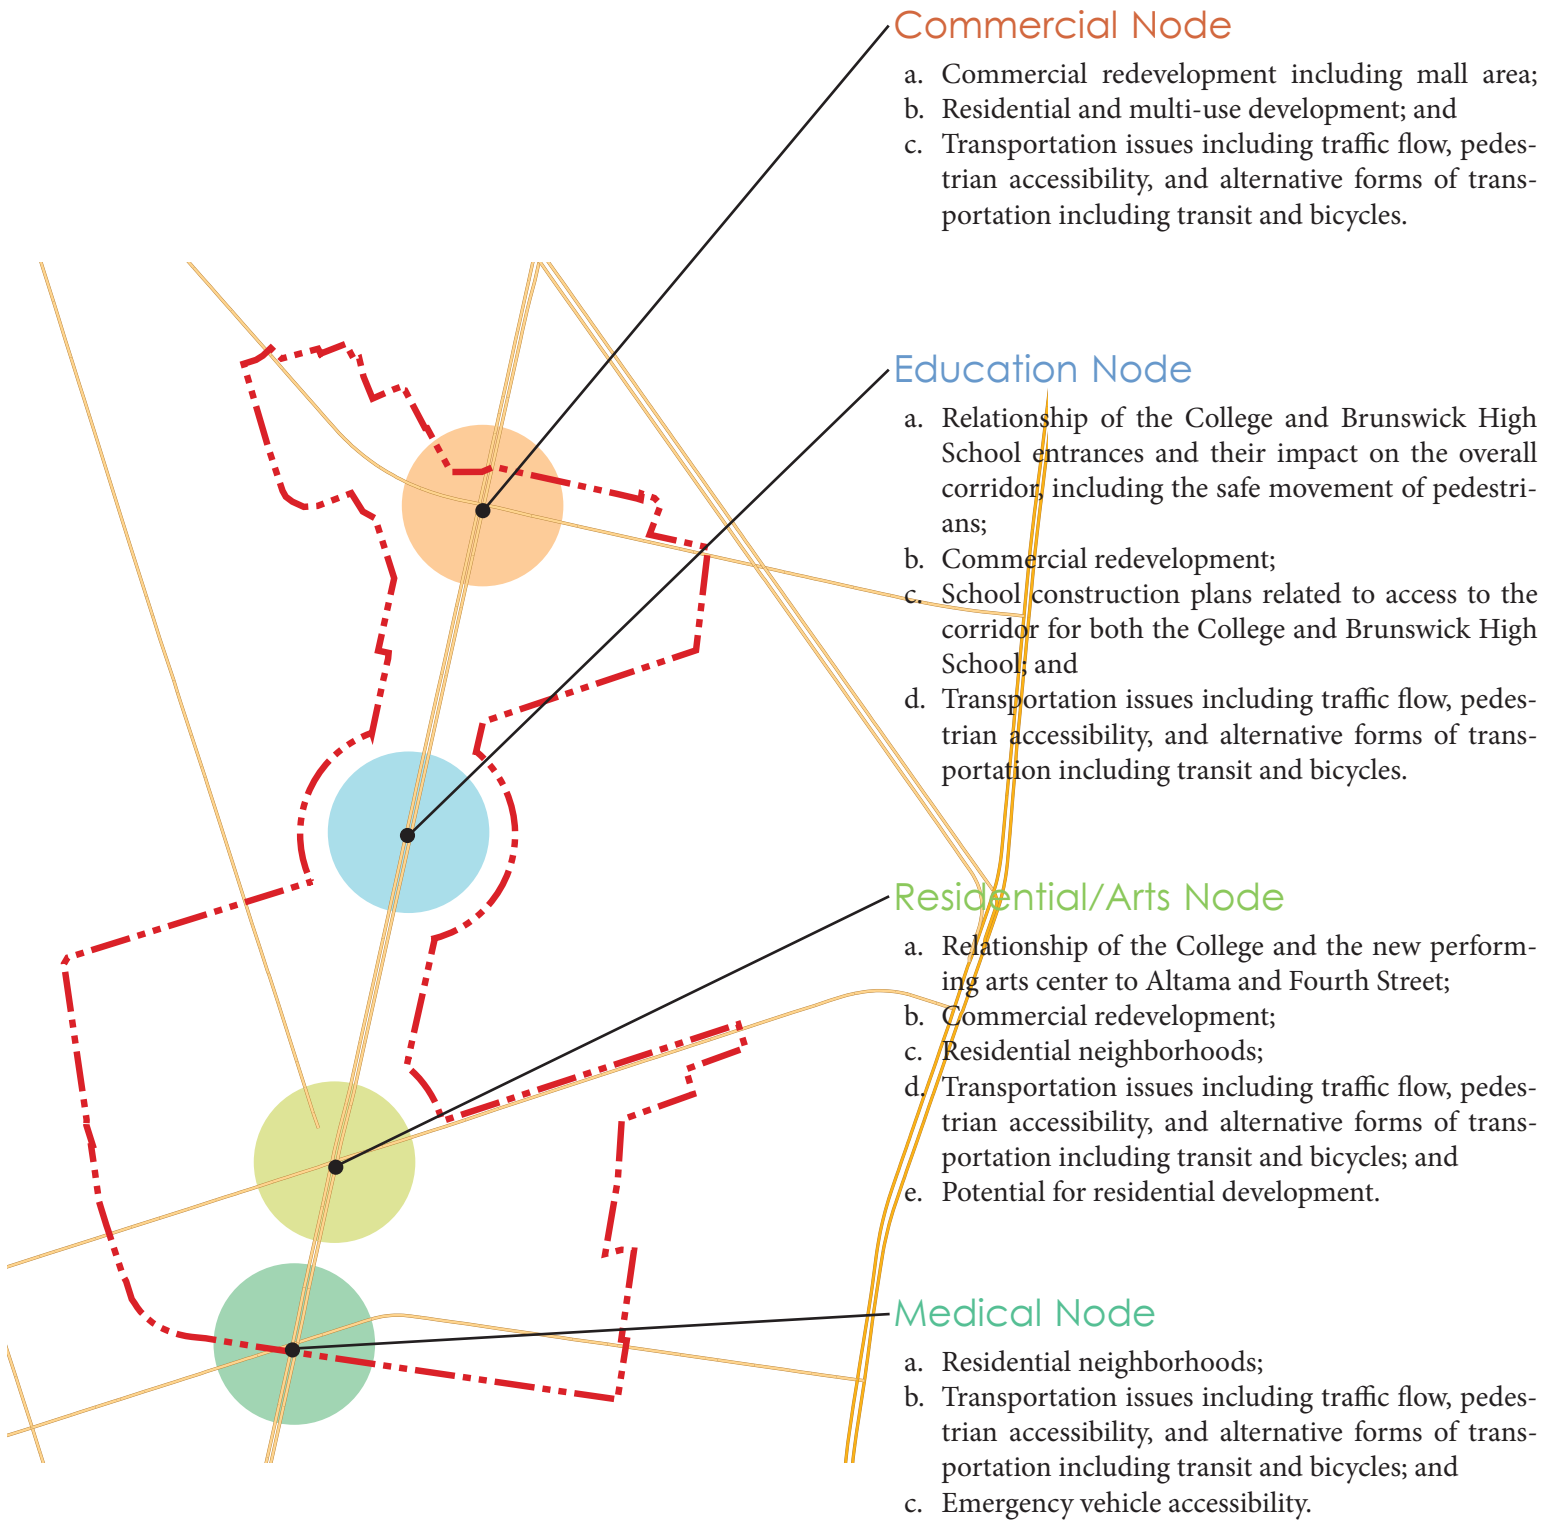 Commercial Node
a. Commercial redevelopment including mall area;
b. Residential and multi-use development; and
c. Transportation issues including traffic flow, pedes-
trian accessibility, and alternative forms of trans-
portation including transit and bicycles.
Education Node
a. Relationship of the College and Brunswick High
School entrances and their impact on the overall
corridor, including the safe movement of pedestri-
ans;
b. Commercial redevelopment;
c. School construction plans related to access to the
corridor for both the College and Brunswick High
School; and
d. Transportation issues including traffic flow, pedes-
trian accessibility, and alternative forms of trans-
portation including transit and bicycles.
Residential/Arts Node
a. Relationship of the College and the new perform-
ing arts center to Altama and Fourth Street;
b. Commercial redevelopment;
c. Residential neighborhoods;
d. Transportation issues including traffic flow, pedes-
trian accessibility, and alternative forms of trans-
portation including transit and bicycles; and
e. Potential for residential development.
Medical Node
a. Residential neighborhoods;
b. Transportation issues including traffic flow, pedes-
trian accessibility, and alternative forms of trans-
portation including transit and bicycles; and
c. Emergency vehicle accessibility.